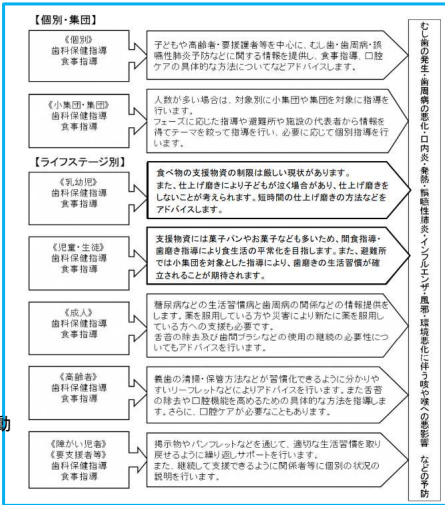 【個別・集団】
《個別》
歯科保健指導
食事指導
子どもや高齢者・要援護者等を中心に、むし歯・歯周病・誤
嚥性肺炎予防などに関する情報を提供し、食事指導、口腔
ケアの具体的な方法についてなどアドバイスします。
《小集団・集団》
歯科保健指導
食事指導
人数が多い場合は、対象別に小集団や集団を対象に指導を
行います。
フェーズに応じた指導や避難所や施設の代表者から情報を
得てテーマを絞って指導を行い、必要に応じて個別指導を行
います。
【ライフステージ別】
《乳幼児》
歯科保健指導
食事指導
食べ物の支援物資の制限は厳しい現状があります。
また、仕上げ磨きにより子どもが泣く場合があり、仕上げ磨きを
しないことが考えられます。短時間の仕上げ磨きの方法などを
アドバイスします。
《児童・生徒》
歯科保健指導
食事指導
支援物資には菓子パンやお菓子なども多いため、間食指導・
歯磨き指導により食生活の平常化を目指します。また、避難所
では小集団を対象とした指導により、歯磨きの生活習慣が確
立されることが期待されます。
《成人》
歯科保健指導
食事指導
糖尿病などの生活習慣病と歯周病の関係などの情報提供を
します。薬を服用している方や災害により新たに薬を服用し
ている方への支援も必要です。
舌苔の除去及び歯間ブラシなどの使用の継続の必要性につ
いてもアドバイスを行います。
《高齢者》
歯科保健指導
食事指導
義歯の清掃・保管方法などが習慣化できるように分かりや
すいリーフレットなどによりアドバイスを行います。また舌苔
の除去や口腔機能を高めるための具体的な方法を指導しま
す。さらに、口腔ケアが必要なこともあります。
動
《障がい児者》
《要支援者等》
歯科保健指導
食事指導
掲示物やパンフレットなどを通じて、適切な生活習慣を取り
戻せるように繰り返しサポートを行います。
また、継続して支援できるように関係者等に個別の状況の
説明を行います。
むし歯の発生・歯周病の悪化・口内炎・発熱・誤嚥性肺炎・インフルエンザ・風邪・環境悪化に伴う咳や喉への悪影響 などの予防